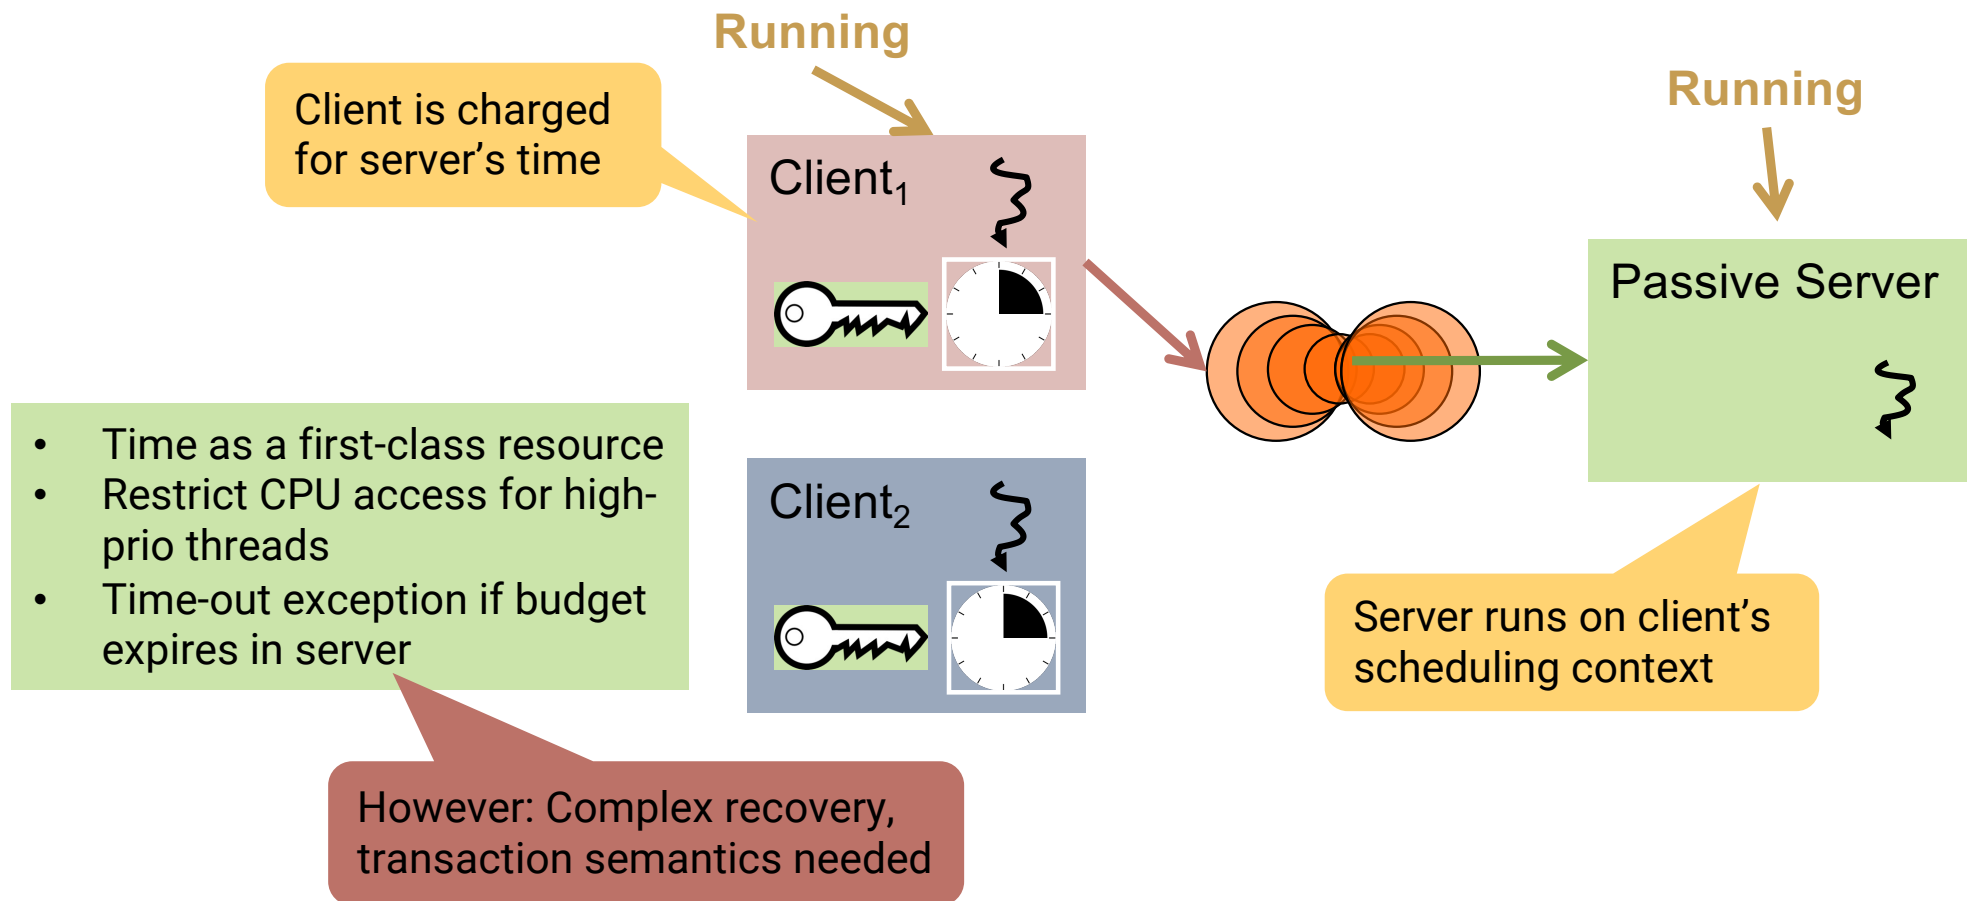 Running
Client is charged
for server’s time
Running
Client₁
Passive Server
• Time as a first-class resource
• Restrict CPU access for high-
prio threads
• Time-out exception if budget
expires in server
Client₂
Server runs on client’s
scheduling context
However: Complex recovery,
transaction semantics needed